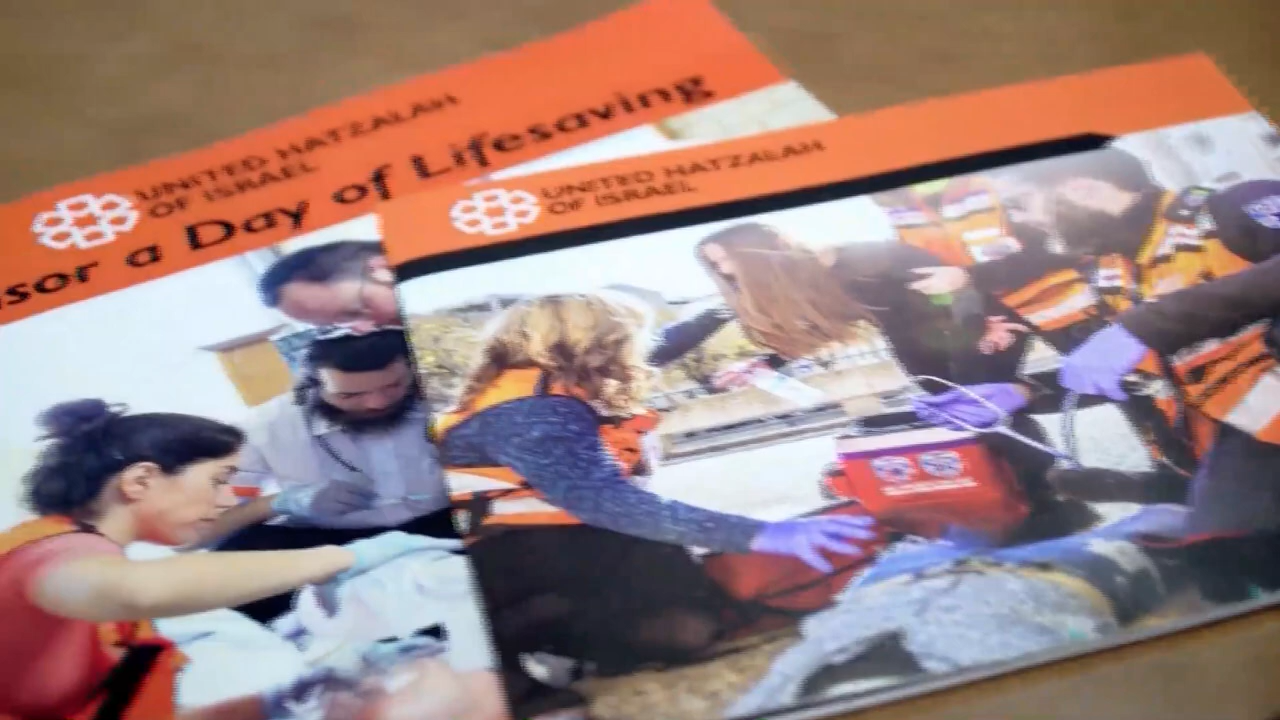 UNITED HATZALAH
OF ISRAEL
sor a Day of Lifesaving
UNITED HATZALAH
OF ISRAEL